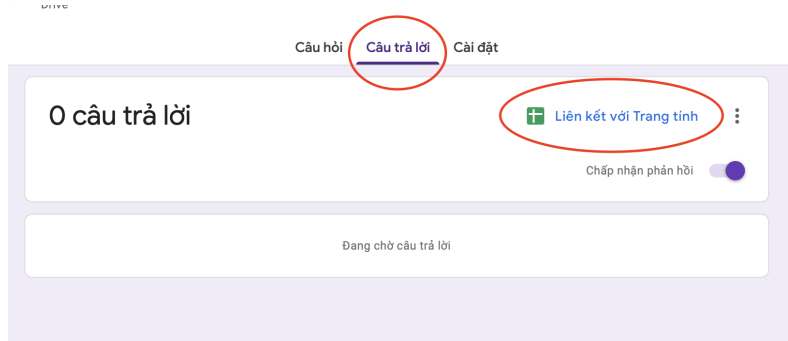 Drive
Câu hỏi Câu trả lời Cài đặt
0 câu trả lời
Liên kết với Trang tính
Chấp nhận phản hồi
Đang chờ câu trả lời